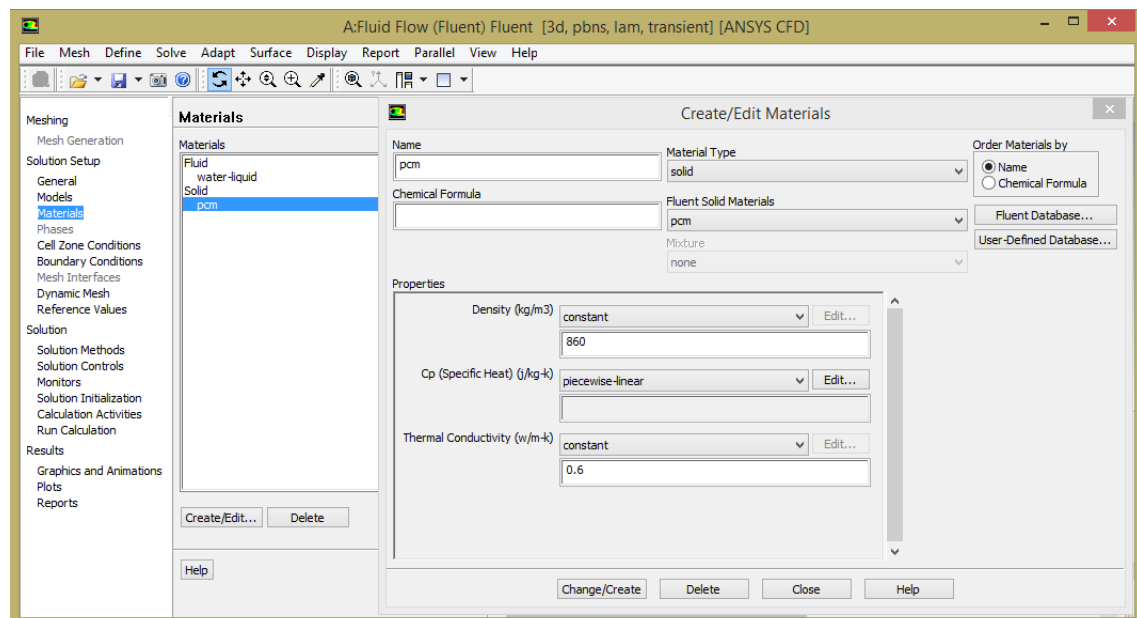 A:Fluid Flow (Fluent) Fluent [3d, pbns, lam, transient] [ANSYS CFD]
File Mesh Define Solve Adapt Surface Display Report Parallel View Help
Meshing
Mesh Generation
Solution Setup
General
Models
Materials
Phases
Cell Zone Conditions
Boundary Conditions
Mesh Interfaces
Dynamic Mesh
Reference Values
Solution
Solution Methods
Solution Controls
Monitors
Solution Initialization
Calculation Activities
Run Calculation
Results
Graphics and Animations
Plots
Reports
Materials
Materials
Fluid
water-liquid
Solid
pcm
Create/Edit... Delete
Help
Create/Edit Materials
Name
pcm
Chemical Formula
Material Type
solid
Fluent Solid Materials
pcm
Mixture
none
Order Materials by
Name
Chemical Formula
Fluent Database...
User-Defined Database...
Properties
Density (kg/m3) constant Edit...
860
Cp (Specific Heat) (j/kg-k) piecewise-linear Edit...
Thermal Conductivity (w/m-k) constant Edit...
0.6
Change/Create Delete Close Help